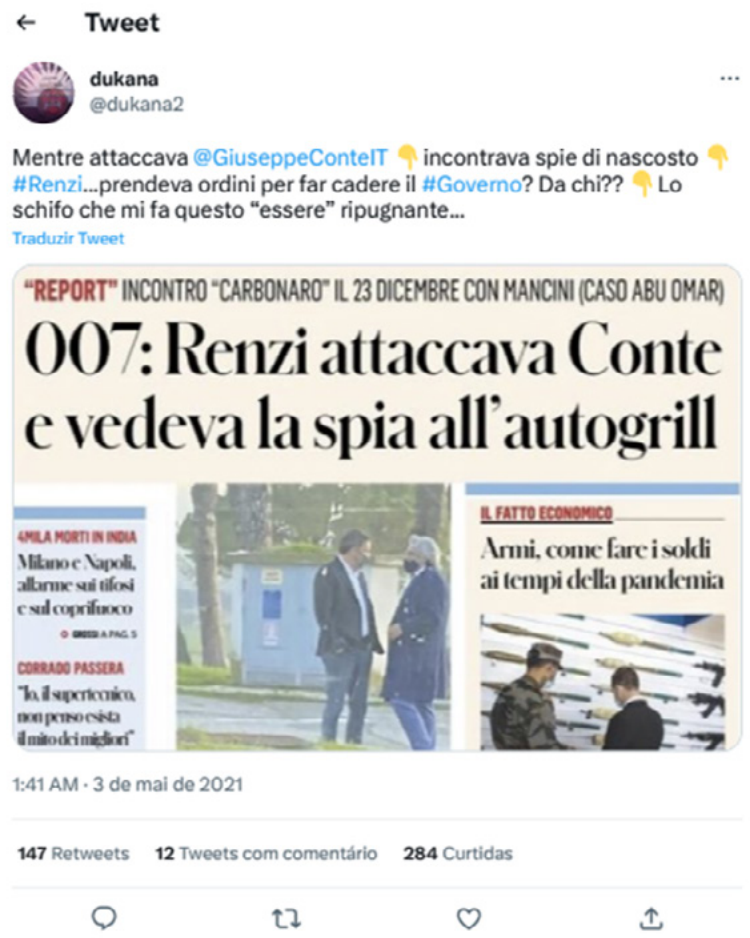 Tweet
dukana
@dukana2
Mentre attaccava @GiuseppeConteIT 👇 incontrava spie di nascosto 👇
#Renzi...prendeva ordini per far cadere il #Governo? Da chi?? 👇 Lo
schifo che mi fa questo “essere” ripugnante...
Traduzir Tweet
“REPORT” INCONTRO “CARBONARO” IL 23 DICEMBRE CON MANCINI (CASO ABU OMAR)
007: Renzi attaccava Conte
e vedeva la spia all’autogrill
4MILA MORTI IN INDIA
Milano e Napoli,
allarme sui tifosi
e sul coprifuoco
GROSSI A PAG. 5
CORRADO PASSERA
"Io, il supertecnico,
non penso esista
il mito dei migliori"
IL FATTO ECONOMICO
Armi, come fare i soldi
ai tempi della pandemia
1:41 AM · 3 de mai de 2021
147 Retweets 12 Tweets com comentário 284 Curtidas